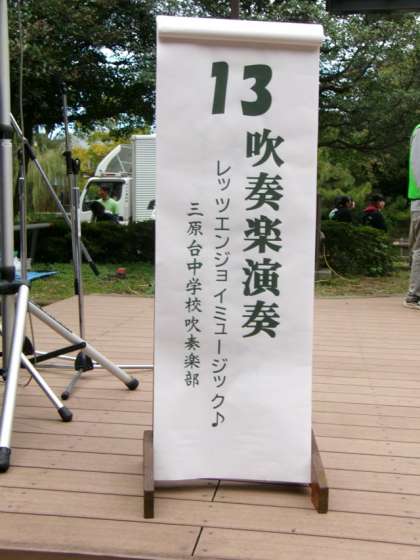 13
吹奏楽演奏
レッツエンジョイミュージック♪
三原台中学校吹奏楽部